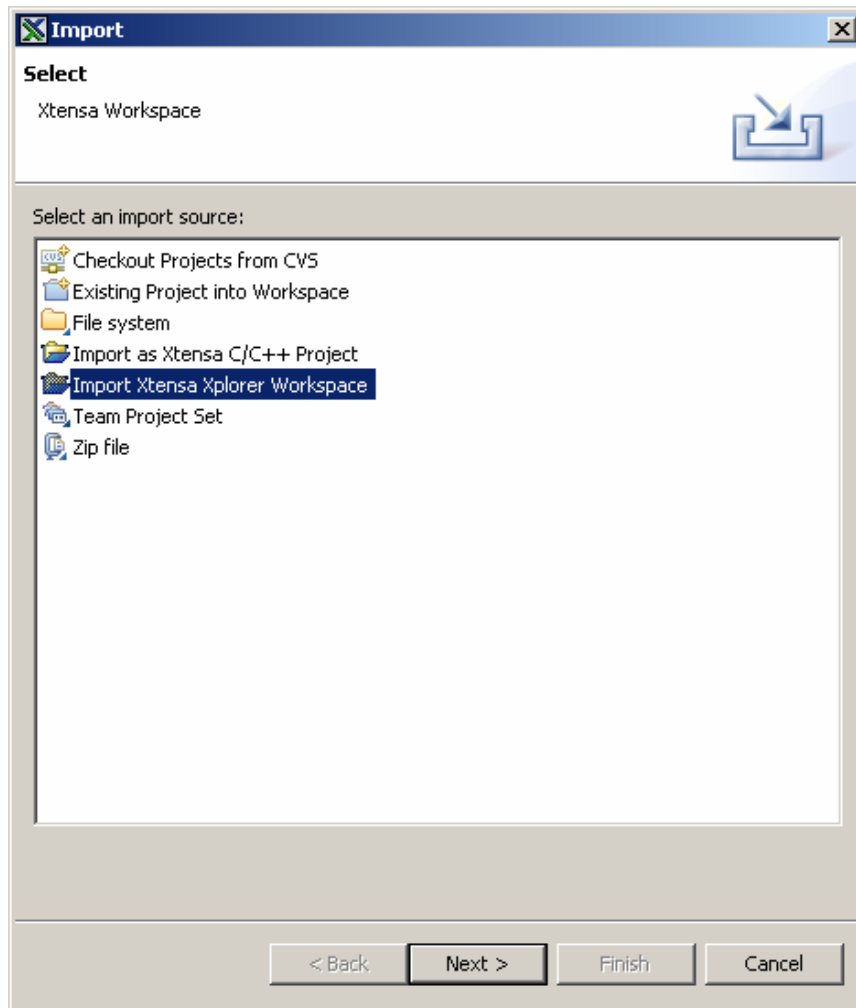 Import
Select
Xtensa Workspace
Select an import source:
Checkout Projects from CVS
Existing Project into Workspace
File system
Import as Xtensa C/C++ Project
Import Xtensa Xplorer Workspace
Team Project Set
Zip file
< Back Next > Finish Cancel